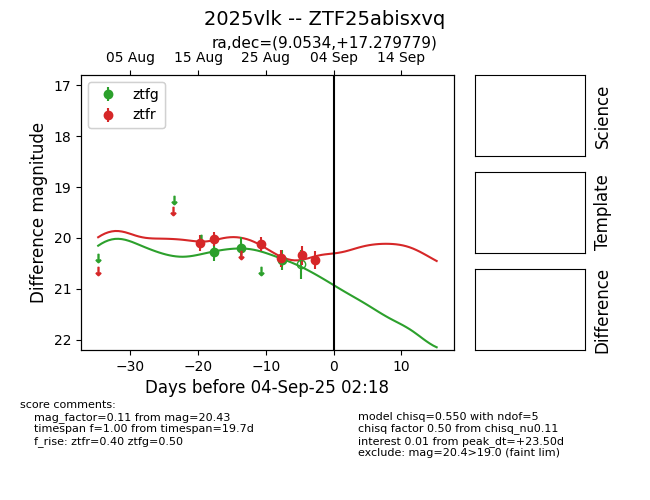 2025vlk -- ZTF25abisxvq
ra,dec=(9.0534,+17.279779)
05 Aug 15 Aug 25 Aug 04 Sep 14 Sep
ztfg
ztfr
17
18
19
20
21
22
Difference magnitude
−30 −20 −10 0 10
Days before 04-Sep-25 02:18
Science
Template
Difference
score comments:
mag_factor=0.11 from mag=20.43
timespan f=1.00 from timespan=19.7d
f_rise: ztfr=0.40 ztfg=0.50
model chisq=0.550 with ndof=5
chisq factor 0.50 from chisq_nu0.11
interest 0.01 from peak_dt=+23.50d
exclude: mag=20.4>19.0 (faint lim)